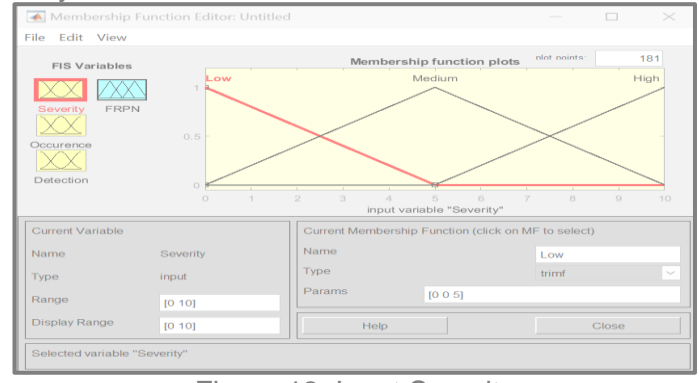 Membership Function Editor: Untitled
File Edit View
FIS Variables
Membership function plots plot points: 181
Severity FRPN
Occurence
Detection
Low Medium High
1
0.5
0
0 1 2 3 4 5 6 7 8 9 10
input variable "Severity"
Current Variable
Name Severity
Type input
Range [0 10]
Display Range [0 10]
Current Membership Function (click on MF to select)
Name Low
Type trimf
Params [0 0 5]
Help Close
Selected variable "Severity"